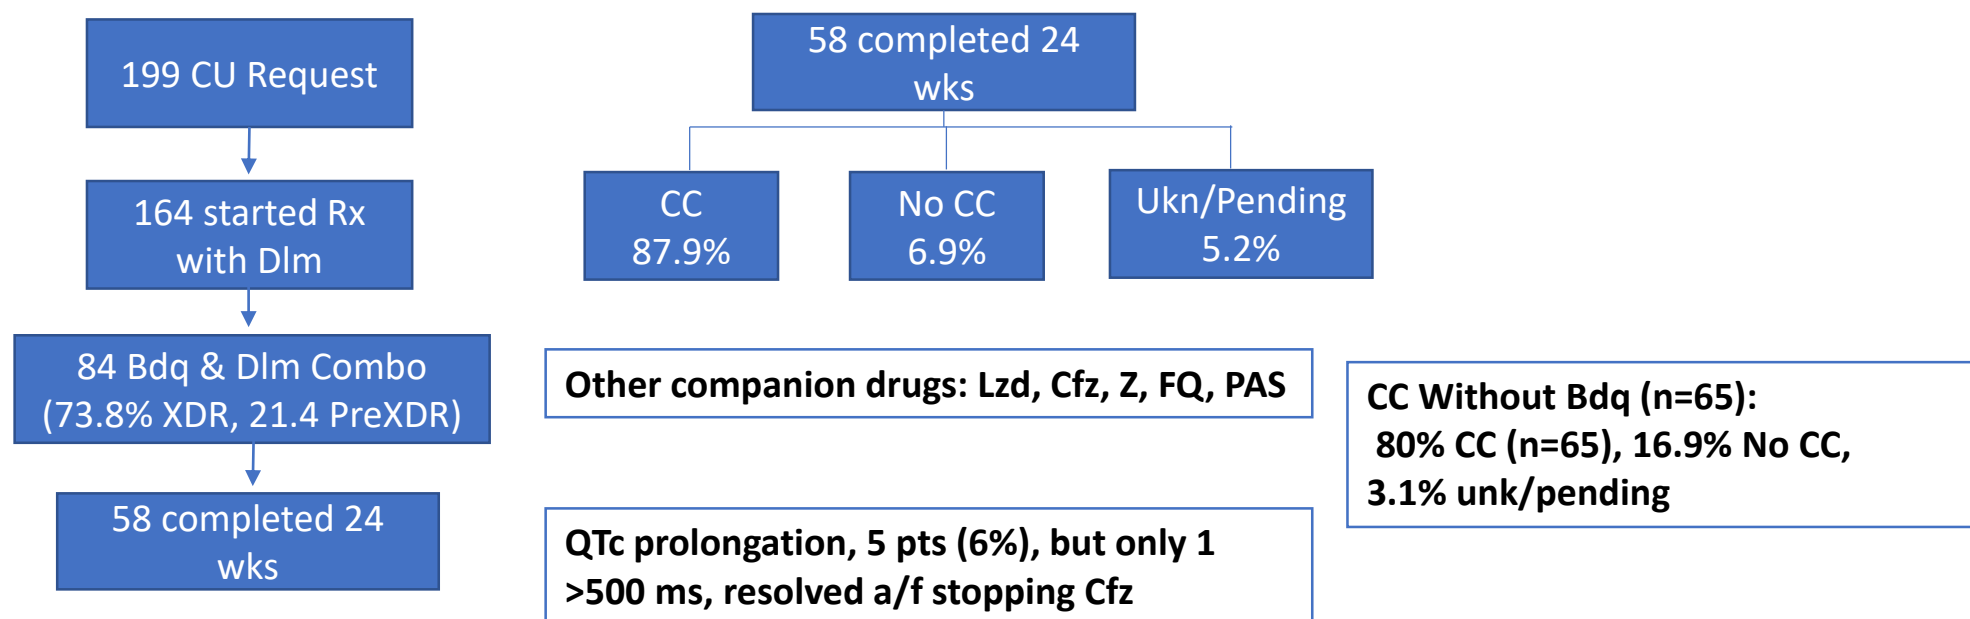 199 CU Request
164 started Rx
with Dlm
84 Bdq & Dlm Combo
(73.8% XDR, 21.4 PreXDR)
58 completed 24
wks
58 completed 24
wks
CC
87.9%
No CC
6.9%
Ukn/Pending
5.2%
Other companion drugs: Lzd, Cfz, Z, FQ, PAS
QTc prolongation, 5 pts (6%), but only 1
>500 ms, resolved a/f stopping Cfz
CC Without Bdq (n=65):
80% CC (n=65), 16.9% No CC,
3.1% unk/pending